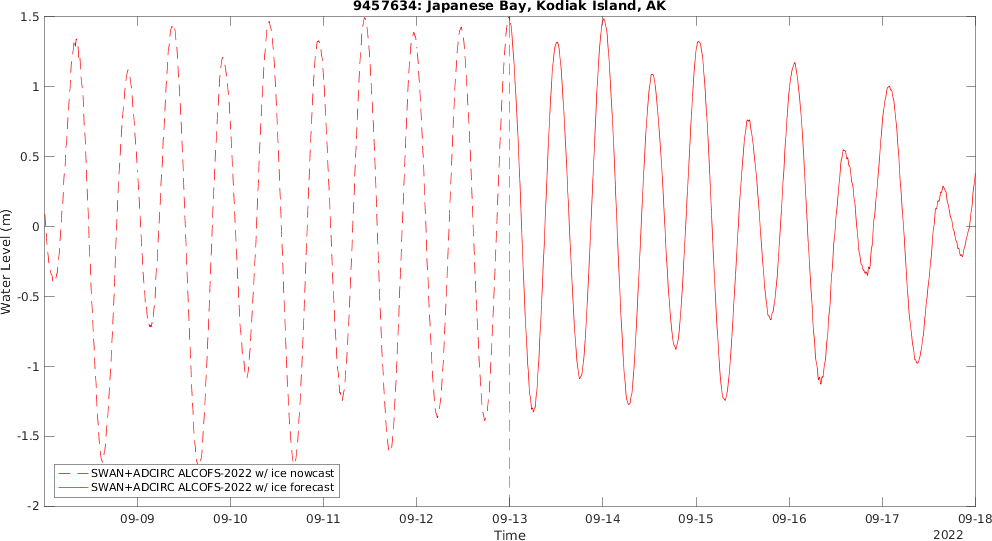 9457634: Japanese Bay, Kodiak Island, AK
1.5
1
0.5
0
-0.5
-1
-1.5
-2
Water Level (m)
SWAN+ADCIRC ALCOFS-2022 w/ ice nowcast
SWAN+ADCIRC ALCOFS-2022 w/ ice forecast
09-09 09-10 09-11 09-12 09-13 09-14 09-15 09-16 09-17 09-18
Time
2022